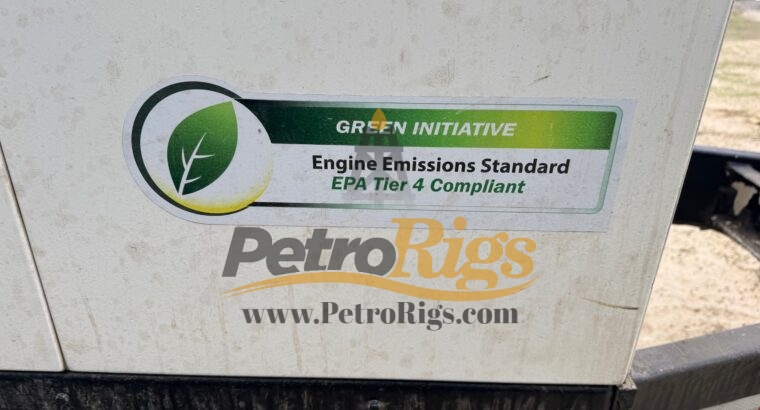 GREEN INITIATIVE
Engine Emissions Standard
EPA Tier 4 Compliant
PetroRigs
www.PetroRigs.com